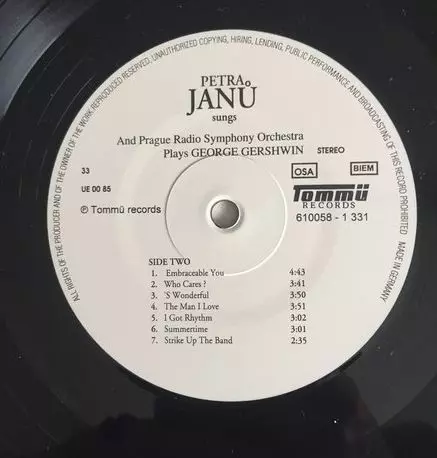 ALL RIGHTS OF THE PRODUCER AND OF THE OWNER OF THE WORK REPRODUCED RESERVED, UNAUTHORIZED COPYING, HIRING, LENDING, PUBLIC PERFORMANCE AND BROADCASTING OF THIS RECORD PROHIBITED MADE IN GERMANY
PETRA
JANŮ
sungs
And Prague Radio Symphony Orchestra
Plays GEORGE GERSHWIN STEREO
33
OSA BIEM
UE 00 85
Tommü
RECORDS
℗ Tommü records
610058 - 1 331
SIDE TWO
1. Embraceable You 4:43
2. Who Cares ? 3:41
3. 'S Wonderful 3:50
4. The Man I Love 3:51
5. I Got Rhythm 3:02
6. Summertime 3:01
7. Strike Up The Band 2:35